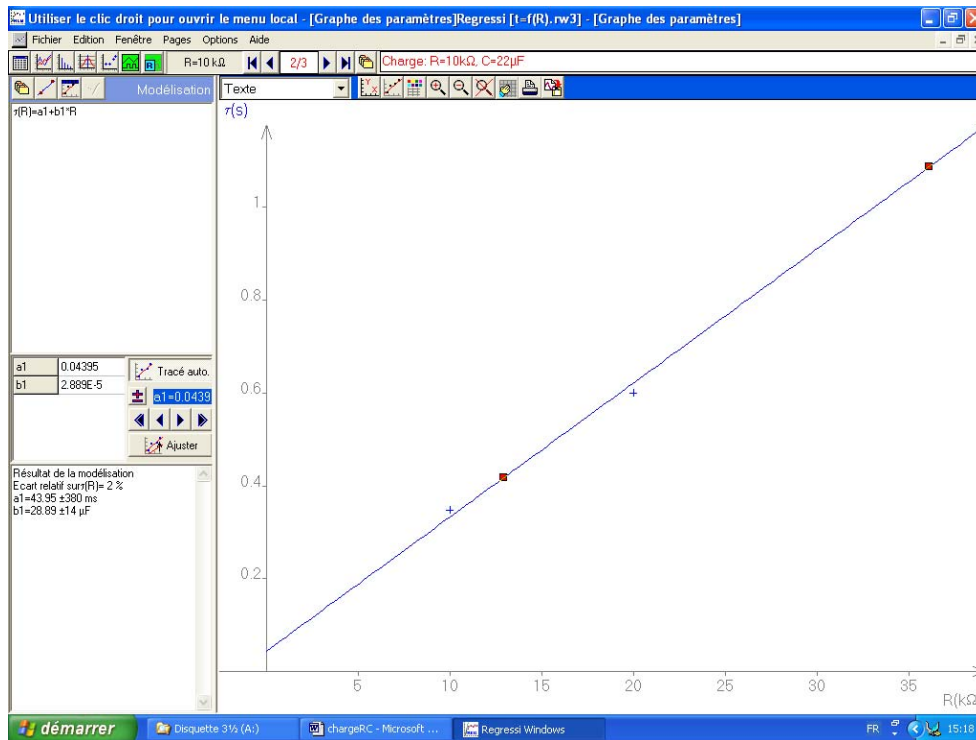 Utiliser le clic droit pour ouvrir le menu local - [Graphe des paramètres]Regressi [t=f(R).rw3] - [Graphe des paramètres]
Fichier Edition Fenêtre Pages Options Aide
R=10 kΩ 2/3 Charge: R=10kΩ, C=22µF
Modélisation Texte
τ(R)=a1+b1*R
τ(s)
1
0.8
0.6
0.4
0.2
5 10 15 20 25 30 35
R(kΩ
a1 0.04395
b1 2.889E-5
Tracé auto.
a1=0.0439
Ajuster
Résultat de la modélisation
Ecart relatif surτ(R)= 2 %
a1=43.95 ±380 ms
b1=28.89 ±14 µF
démarrer Disquette 3½ (A:) chargeRC - Microsoft ... Regressi Windows FR 15:18